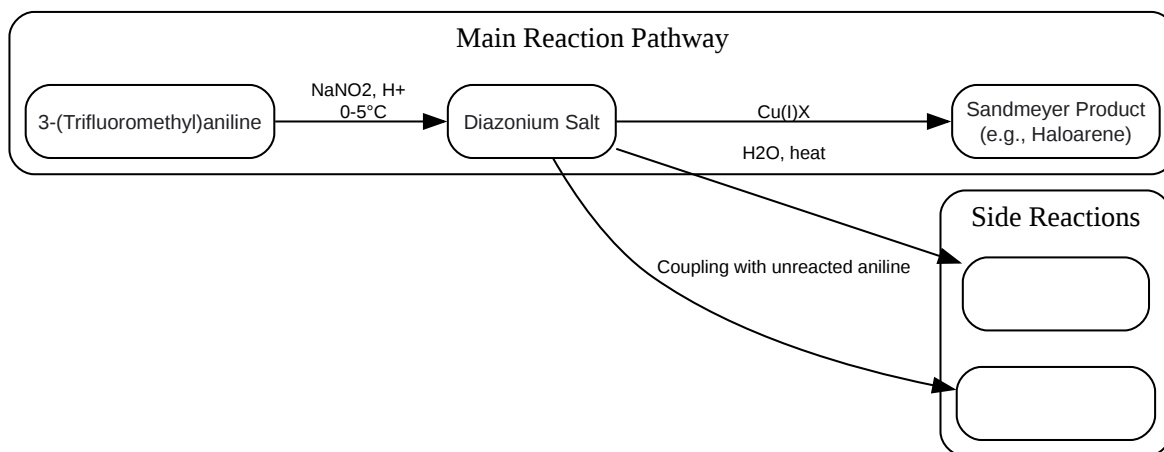 Main Reaction Pathway
3-(Trifluoromethyl)aniline
NaNO2, H+
0-5°C
Diazonium Salt
Cu(I)X
Sandmeyer Product
(e.g., Haloarene)
H2O, heat
Side Reactions
Coupling with unreacted aniline